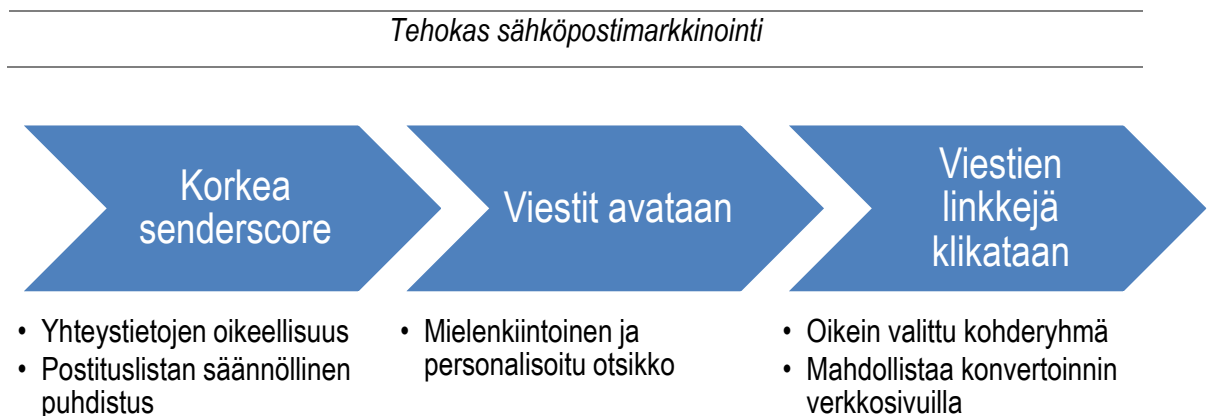 Tehokas sähköpostimarkkinointi
Korkea
senderscore
Viestit avataan
Viestien
linkkejä
klikataan
• Yhteystietojen oikeellisuus
• Postituslistan säännöllinen
puhdistus
• Mielenkiintoinen ja
personalisoitu otsikko
• Oikein valittu kohderyhmä
• Mahdollistaa konvertoinnin
verkkosivuilla